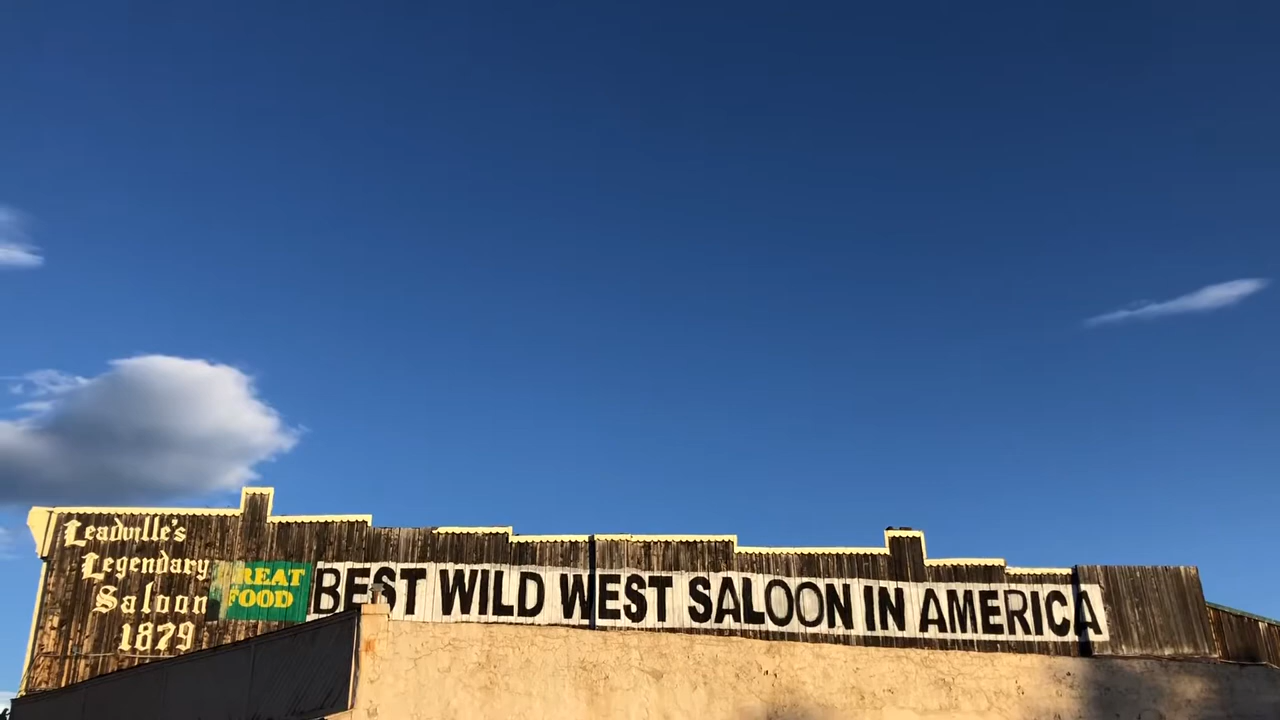 Leadville's
Legendary
Saloon
1879
GREAT
FOOD
BEST WILD WEST SALOON IN AMERICA